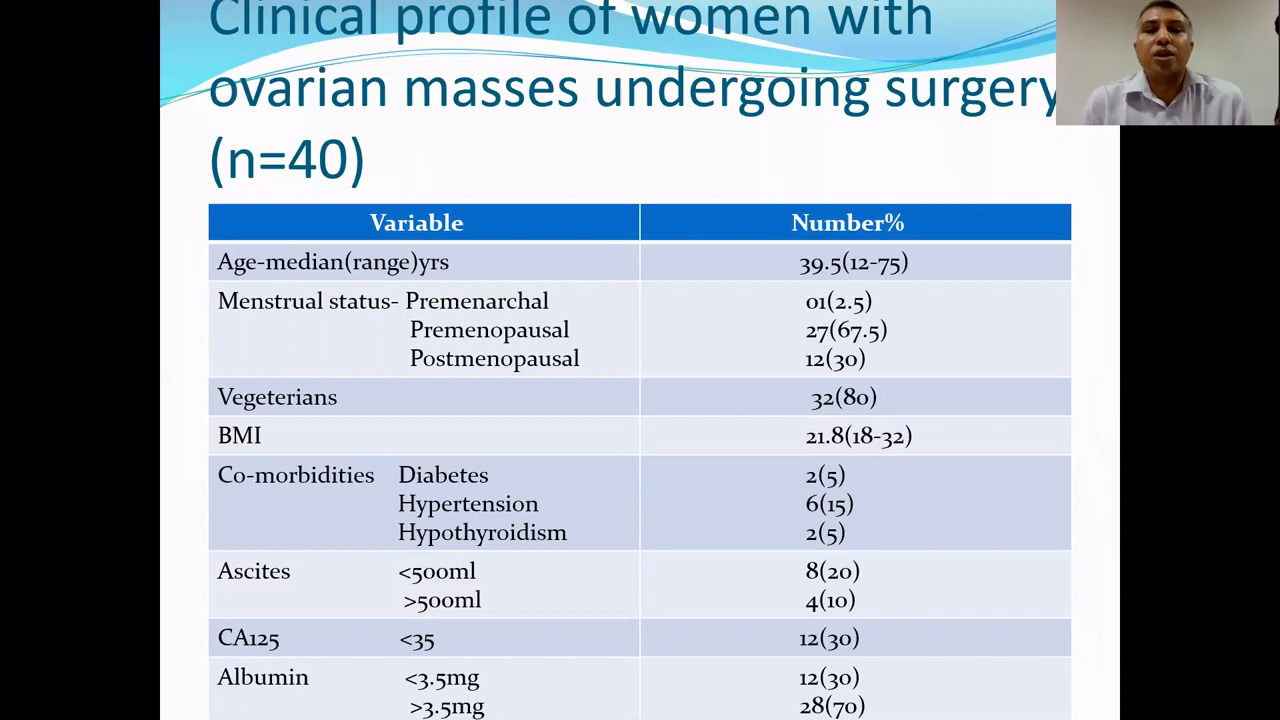 Clinical profile of women with
ovarian masses undergoing surgery
(n=40)
Variable Number%
Age-median(range)yrs 39.5(12-75)
Menstrual status- Premenarchal 01(2.5)
Premenopausal 27(67.5)
Postmenopausal 12(30)
Vegeterians 32(80)
BMI 21.8(18-32)
Co-morbidities Diabetes 2(5)
Hypertension 6(15)
Hypothyroidism 2(5)
Ascites <500ml 8(20)
>500ml 4(10)
CA125 <35 12(30)
Albumin <3.5mg 12(30)
>3.5mg 28(70)